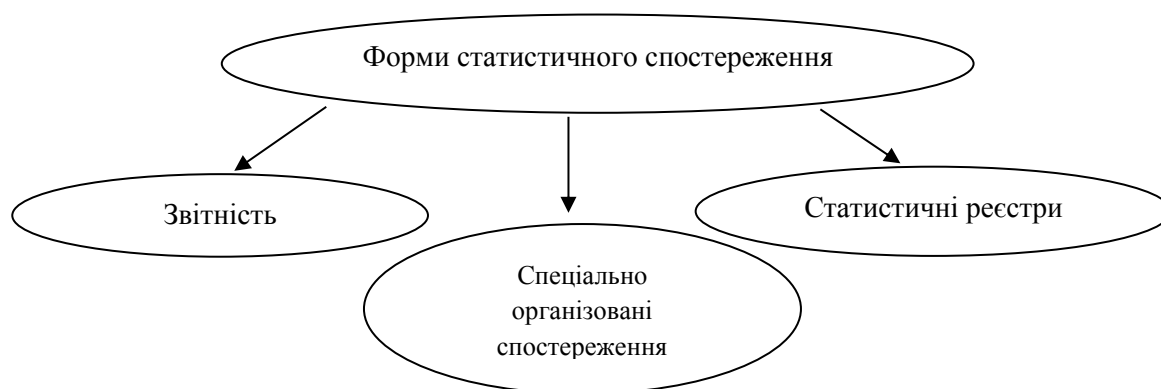 Форми статистичного спостереження
Звітність
Статистичні реєстри
Спеціально
організовані
спостереження